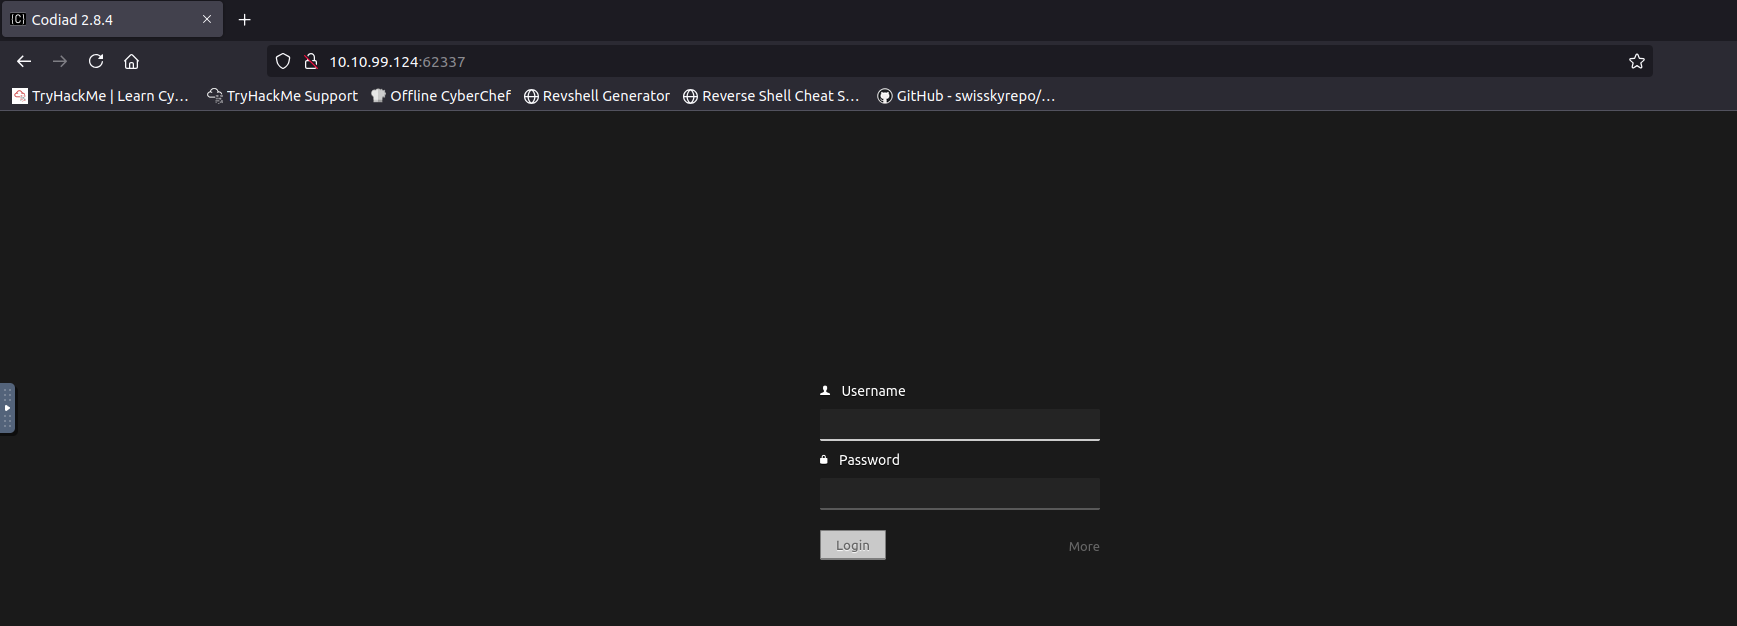 Codiad 2.8.4
10.10.99.124:62337
TryHackMe | Learn Cy… TryHackMe Support Offline CyberChef Revshell Generator Reverse Shell Cheat S… GitHub - swisskyrepo/…
Username
Password
Login More